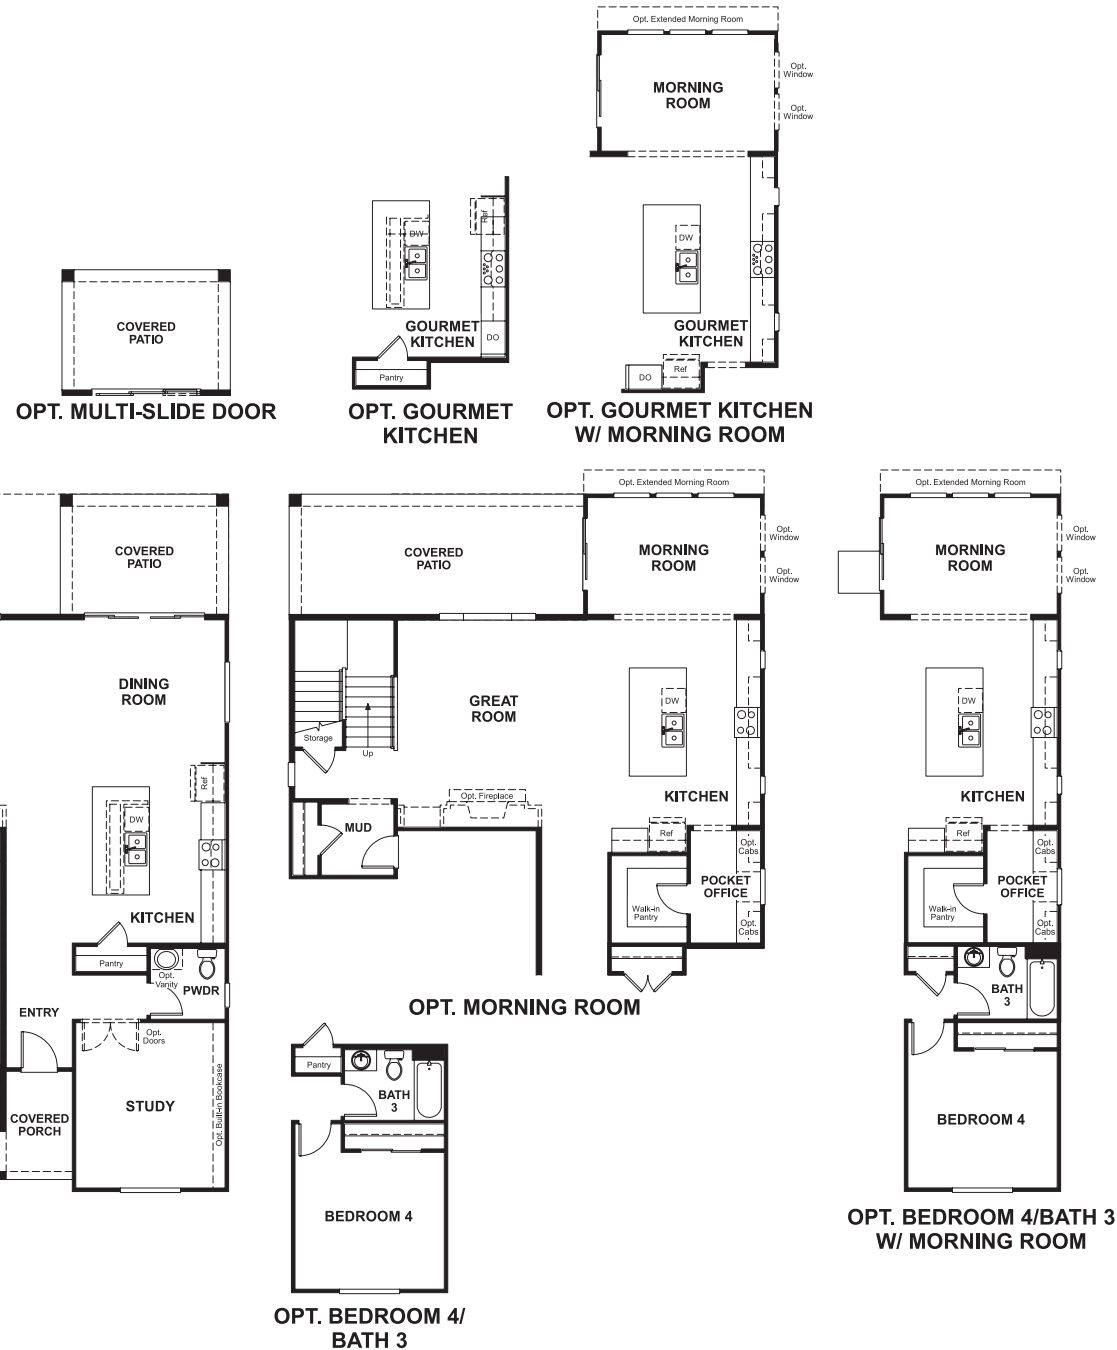 Opt. Extended Morning Room
MORNING
ROOM
Opt.
Window
Opt.
Window
DW
GOURMET
KITCHEN
DO
Ref
OPT. GOURMET KITCHEN
W/ MORNING ROOM
Ref
DW
GOURMET
KITCHEN
DO
Pantry
OPT. GOURMET
KITCHEN
COVERED
PATIO
OPT. MULTI-SLIDE DOOR
COVERED
PATIO
DINING
ROOM
Ref
DW
KITCHEN
Pantry
Opt.
Vanity
PWDR
ENTRY
Opt.
Doors
STUDY
Opt. Built-in Bookcase
COVERED
PORCH
COVERED
PATIO
Opt. Extended Morning Room
MORNING
ROOM
Opt.
Window
Opt.
Window
GREAT
ROOM
Storage
Up
DW
KITCHEN
Opt. Fireplace
MUD
Ref
Opt.
Cabs
POCKET
OFFICE
Walk-in
Pantry
Opt.
Cabs
OPT. MORNING ROOM
Pantry
BATH
3
BEDROOM 4
OPT. BEDROOM 4/
BATH 3
Opt. Extended Morning Room
MORNING
ROOM
Opt.
Window
Opt.
Window
DW
KITCHEN
Ref
Opt.
Cabs
POCKET
OFFICE
Walk-in
Pantry
Opt.
Cabs
BATH
3
BEDROOM 4
OPT. BEDROOM 4/BATH 3
W/ MORNING ROOM